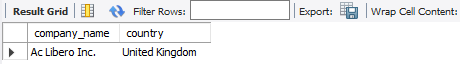 Result Grid Filter Rows: Export: Wrap Cell Content:
company_name country
Ac Libero Inc. United Kingdom